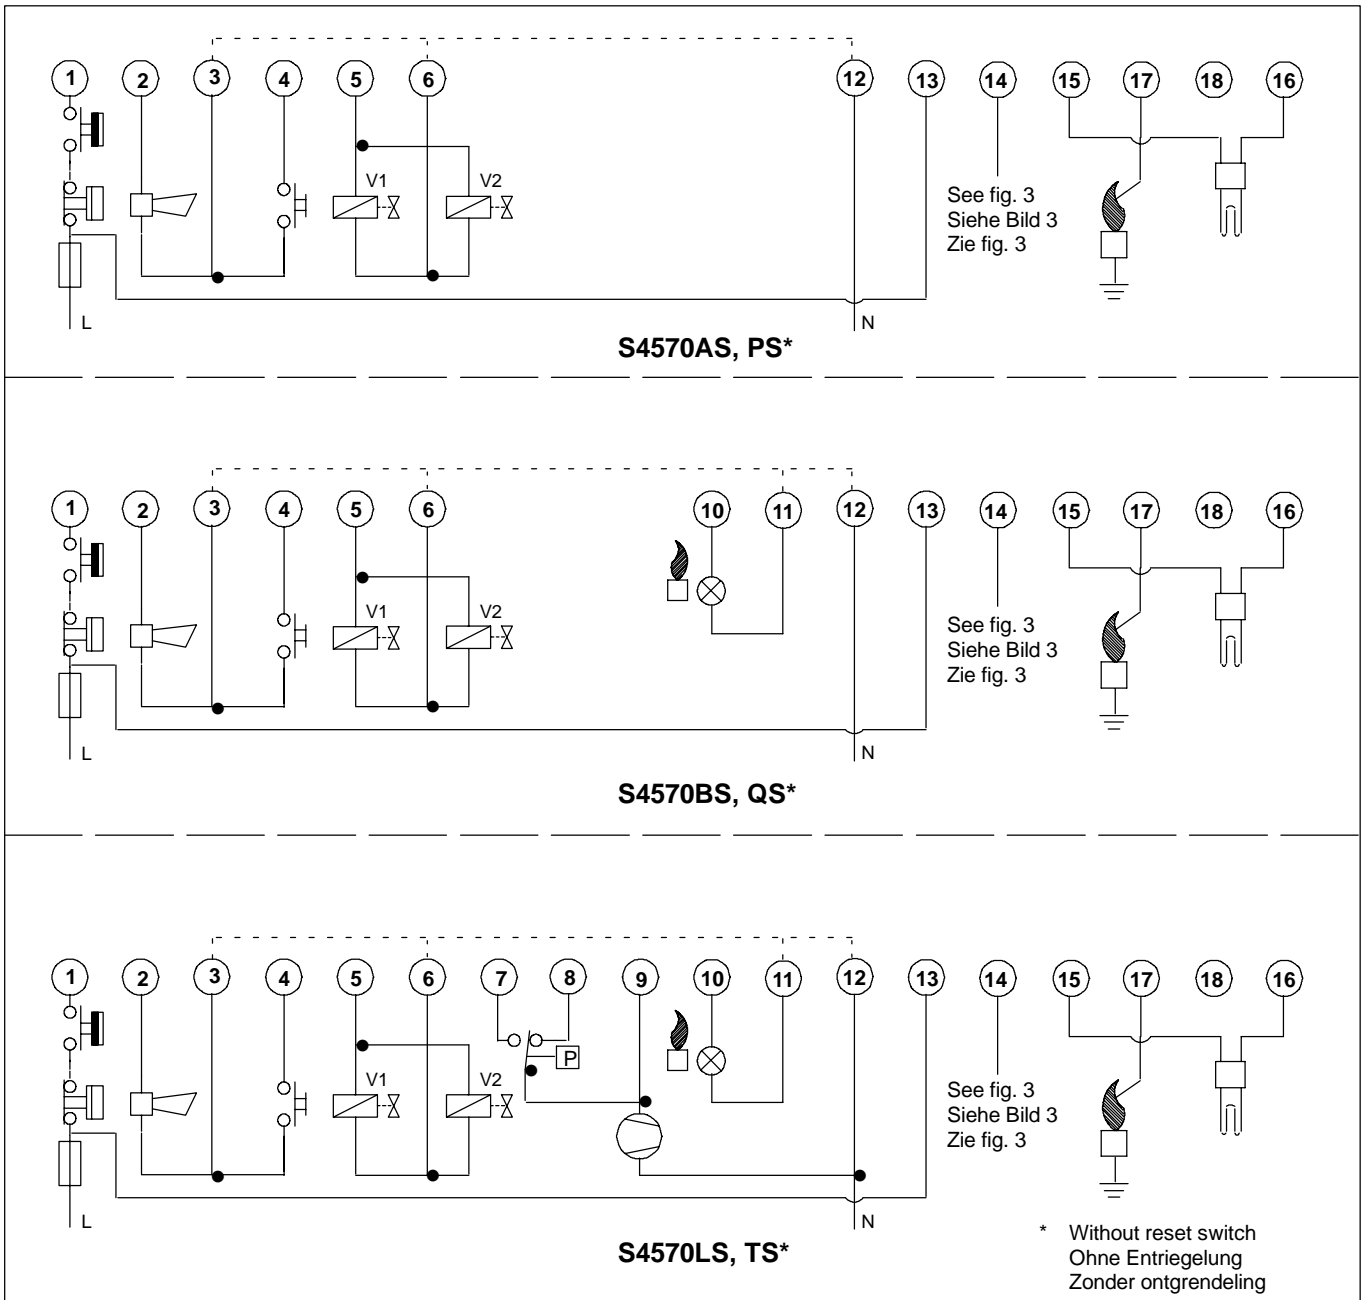 1 2 3 4 5 6 12 13 14 15 17 18 16
V1 V2
See fig. 3
Siehe Bild 3
Zie fig. 3
L N
S4570AS, PS*
1 2 3 4 5 6 10 11 12 13 14 15 17 18 16
V1 V2
See fig. 3
Siehe Bild 3
Zie fig. 3
L N
S4570BS, QS*
1 2 3 4 5 6 7 8 9 10 11 12 13 14 15 17 18 16
P
V1 V2
See fig. 3
Siehe Bild 3
Zie fig. 3
L N
S4570LS, TS*
* Without reset switch
Ohne Entriegelung
Zonder ontgrendeling